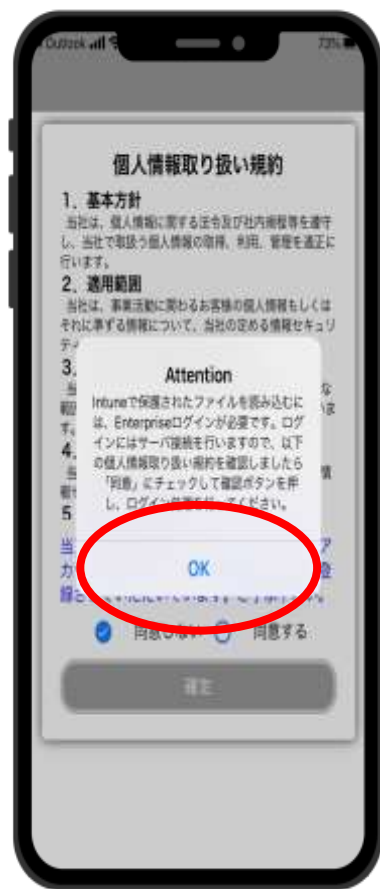 Outlook
73%
個人情報取り扱い規約
1．基本方針
当社は、個人情報に関する法令及び社内規程等を遵守
し、当社で取扱う個人情報の取得、利用、管理を適正に
行います。
2．適用範囲
当社は、事業活動に関わるお客様の個人情報もしくは
それに準ずる情報について、当社の定める情報セキュリ
3
Attention
Intuneで保護されたファイルを読み込むに
は、Enterpriseログインが必要です。ログ
インにはサーバ接続を行いますので、以下
の個人情報取り扱い規約を確認しましたら
「同意」にチェックして確認ボタンを押
し、ログイン
ください。
4
5
OK
同意しない
同意する
確定